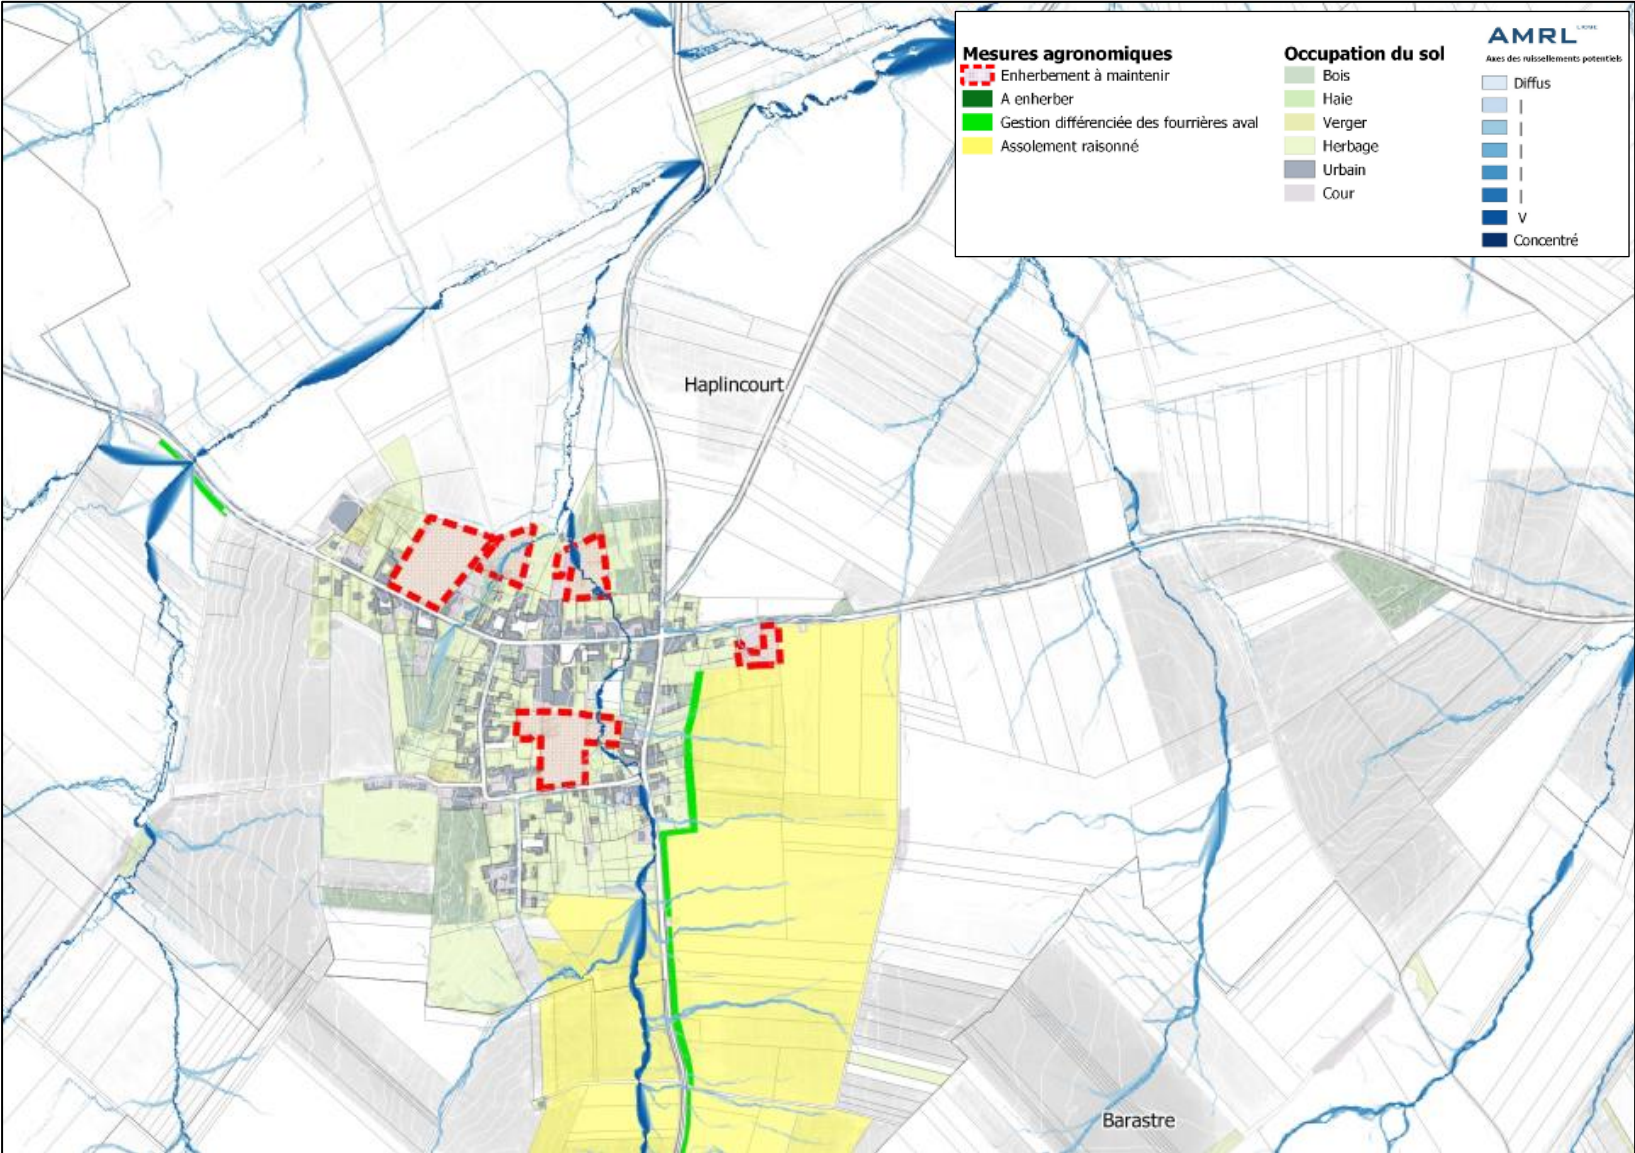 Mesures agronomiques
Enherbement à maintenir
A enherber
Gestion différenciée des fourrières aval
Assolement raisonné
Occupation du sol
Bois
Haie
Verger
Herbage
Urbain
Cour
AMRL
Axes des ruissellements potentiels
Diffus
|
|
|
|
|
V
Concentré
Haplincourt
Barastre